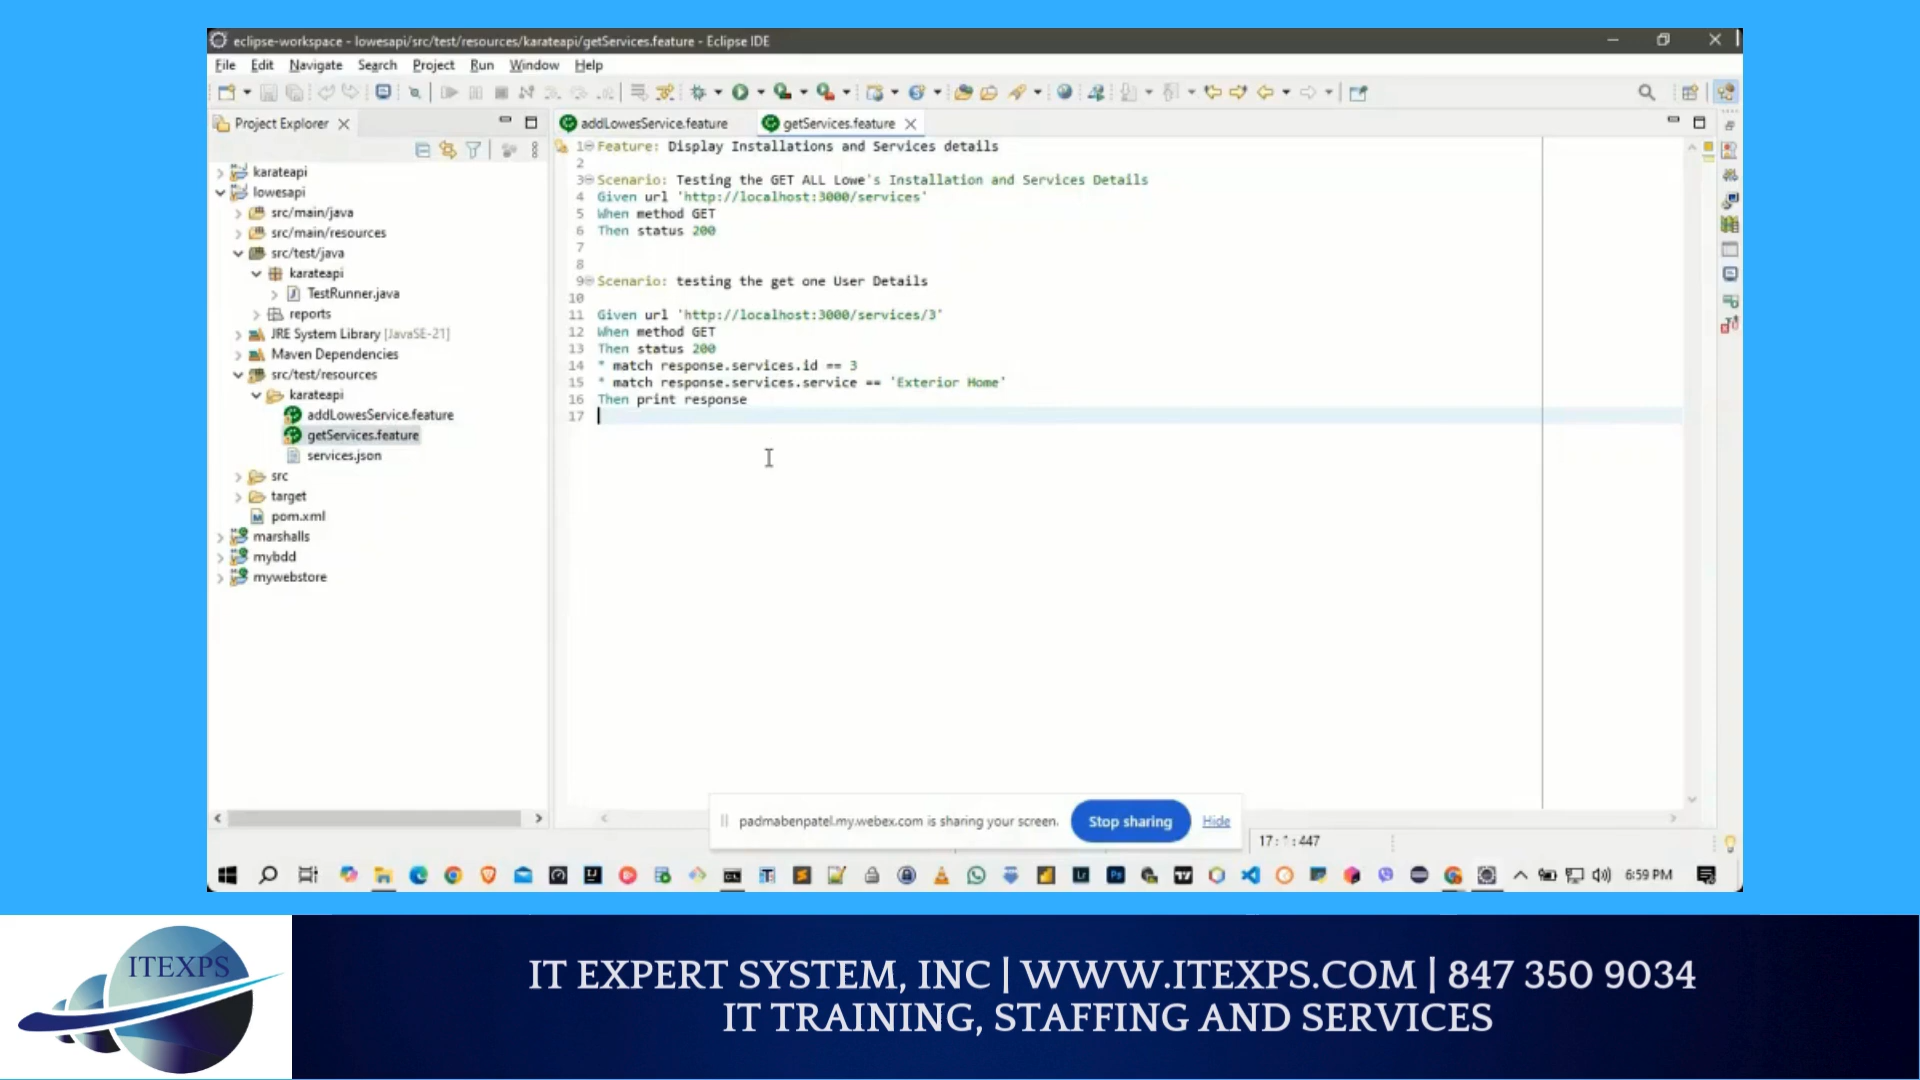 eclipse-workspace - lowesapi/src/test/resources/karateapi/getServices.feature - Eclipse IDE
File Edit Navigate Search Project Run Window Help
Project Explorer
addLowesService.feature
getServices.feature
karateapi
lowesapi
src/main/java
src/main/resources
src/test/java
karateapi
TestRunner.java
reports
JRE System Library [JavaSE-21]
Maven Dependencies
src/test/resources
karateapi
addLowesService.feature
getServices.feature
services.json
src
target
pom.xml
marshalls
mybdd
mywebstore
1 Feature: Display Installations and Services details
2
3 Scenario: Testing the GET ALL Lowe's Installation and Services Details
4 Given url 'http://localhost:3000/services'
5 When method GET
6 Then status 200
7
8
9 Scenario: testing the get one User Details
10
11 Given url 'http://localhost:3000/services/3'
12 When method GET
13 Then status 200
14 * match response.services.id == 3
15 * match response.services.service == 'Exterior Home'
16 Then print response
17
padmabenpatel.my.webex.com is sharing your screen.
Stop sharing
Hide
6:59 PM
ITEXPS
IT EXPERT SYSTEM, INC | WWW.ITEXPS.COM | 847 350 9034
IT TRAINING, STAFFING AND SERVICES